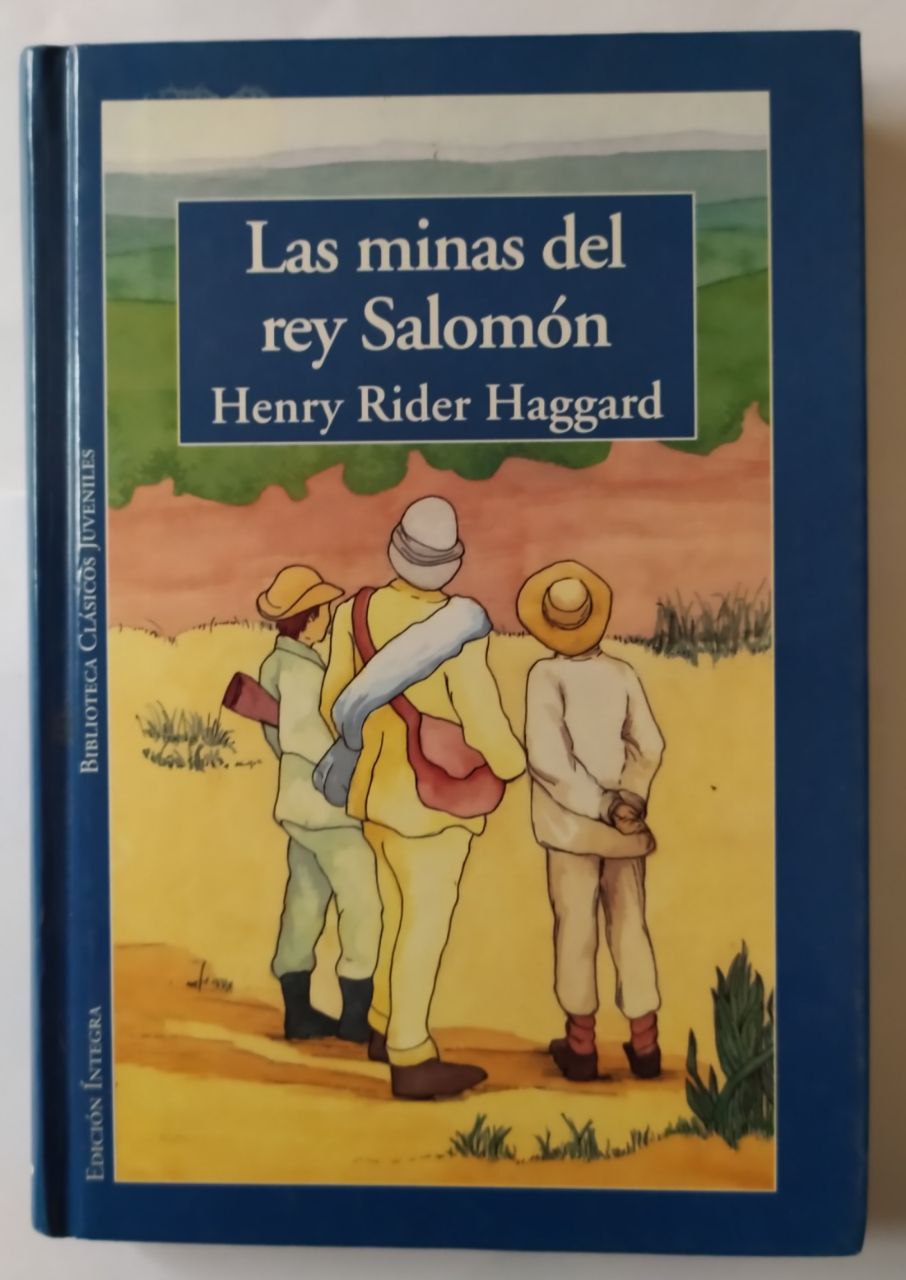 Las minas del
rey Salomón
Henry Rider Haggard
Biblioteca Clásicos Juveniles
Edición Íntegra